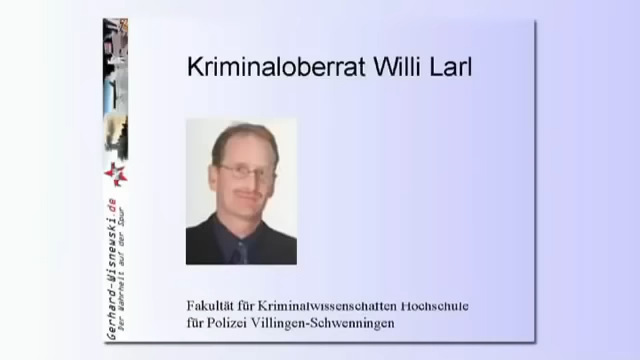 Kriminaloberrat Willi Larl
Gerhard-Wisnewski.de
Der Wahrheit auf der Spur
Fakultät für Kriminalwissenschaften Hochschule
für Polizei Villingen-Schwenningen